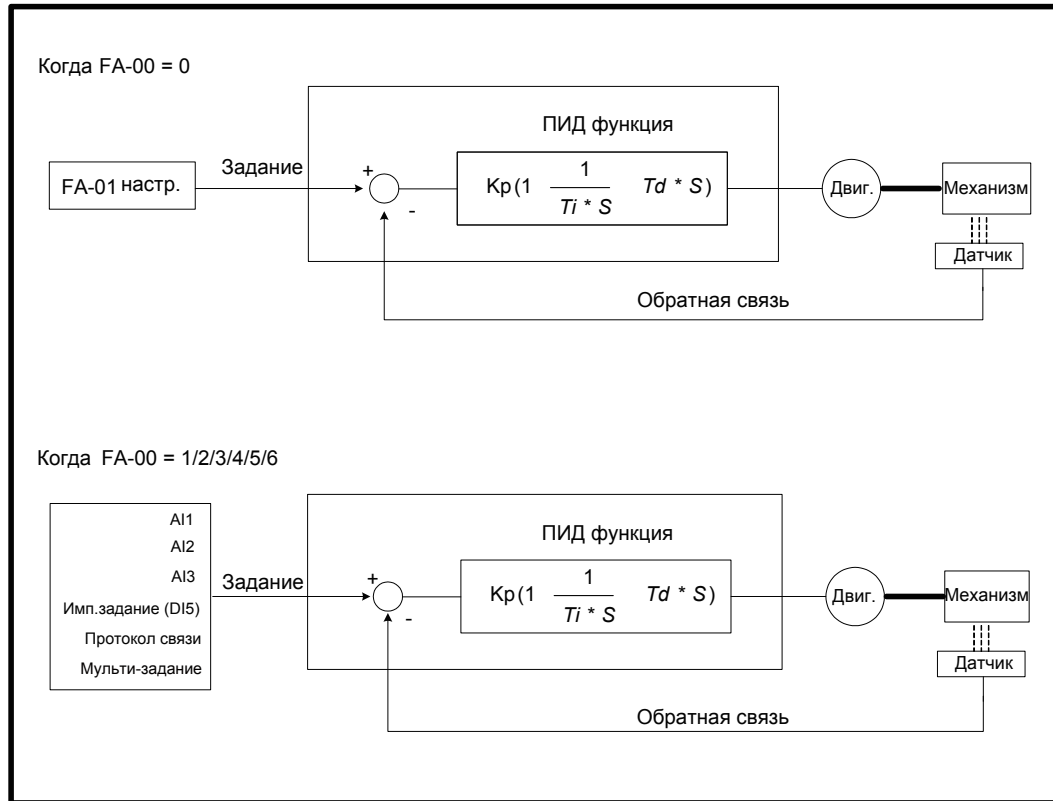 Когда FA-00 = 0
ПИД функция
FA-01 настр.
Задание
+
-
Kp(1 1 / Ti * S Td * S)
Двиг.
Механизм
Датчик
Обратная связь
Когда FA-00 = 1/2/3/4/5/6
AI1
AI2
AI3
Имп.задание (DI5)
Протокол связи
Мульти-задание
Задание
ПИД функция
+
-
Kp(1 1 / Ti * S Td * S)
Двиг.
Механизм
Датчик
Обратная связь